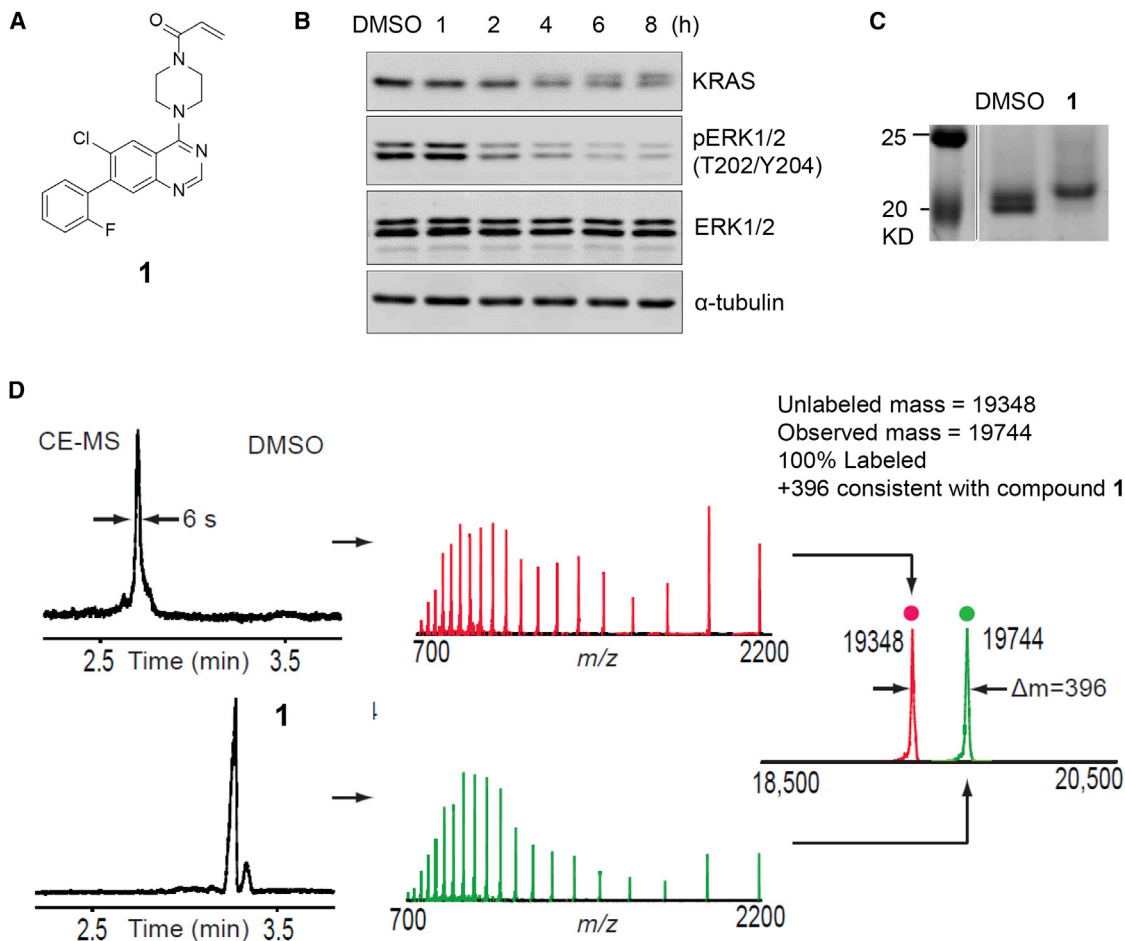 A
O
N
N
Cl
N
N
F
1
B
DMSO 1 2 4 6 8 (h)
KRAS
pERK1/2
(T202/Y204)
ERK1/2
α-tubulin
C
DMSO 1
25
20
KD
D
CE-MS DMSO
6 s
2.5 Time (min) 3.5
700 m/z 2200
Unlabeled mass = 19348
Observed mass = 19744
100% Labeled
+396 consistent with compound 1
19348 19744
Δm=396
18,500 20,500
1
2.5 Time (min) 3.5
700 m/z 2200